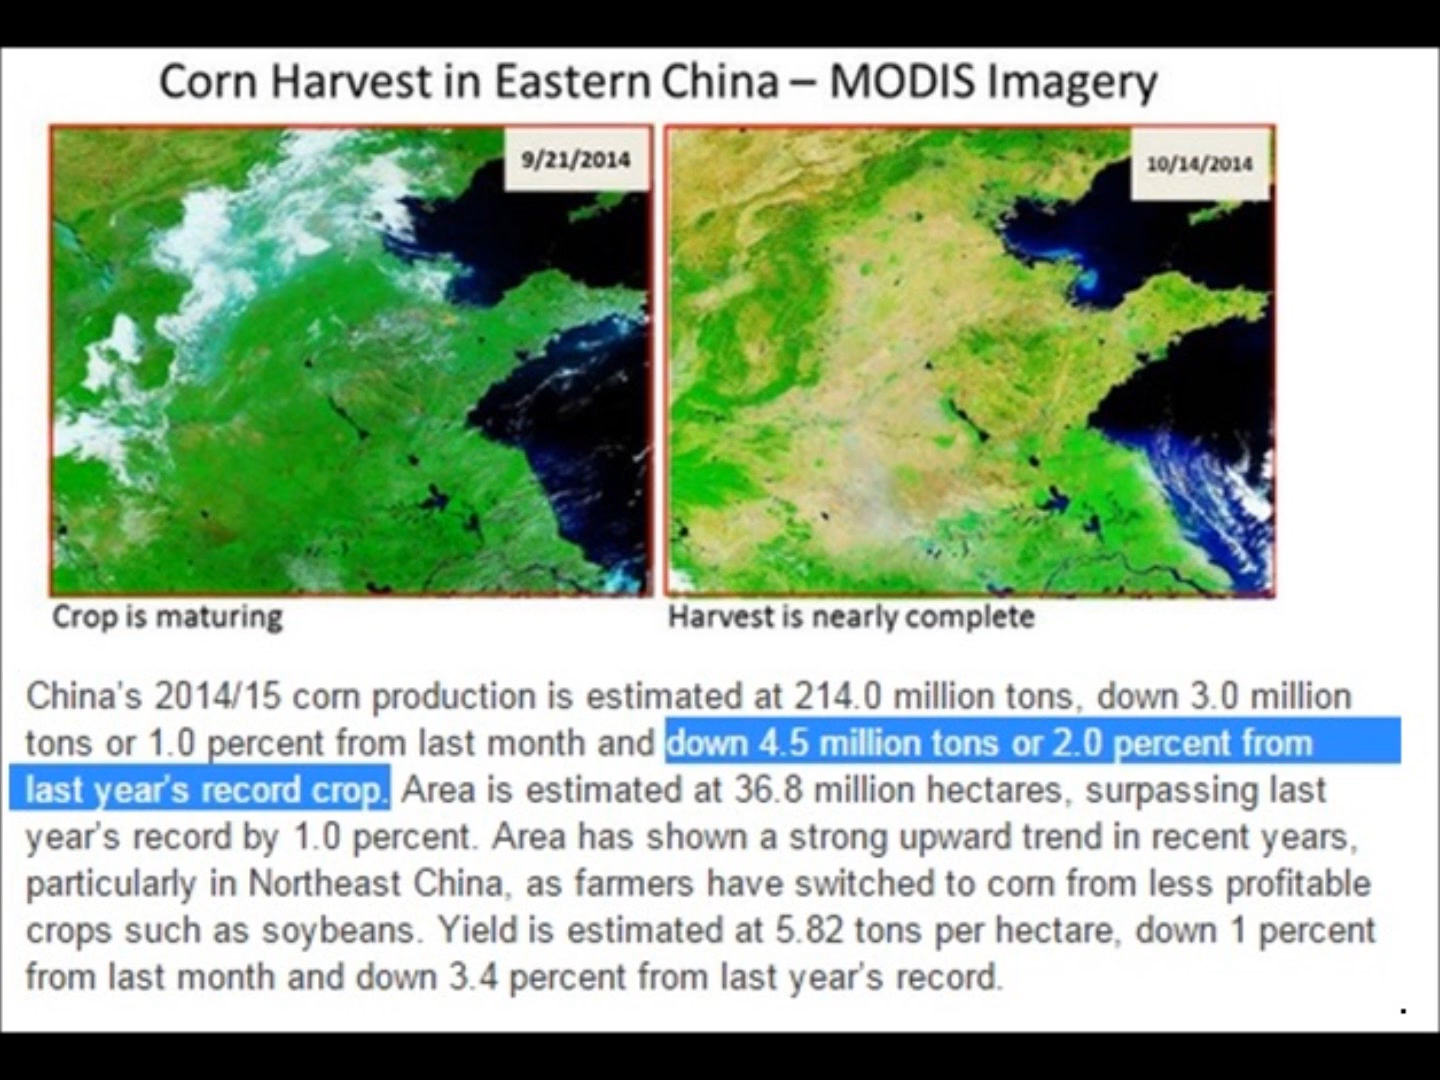 Corn Harvest in Eastern China – MODIS Imagery
9/21/2014
10/14/2014
Crop is maturing
Harvest is nearly complete
China's 2014/15 corn production is estimated at 214.0 million tons, down 3.0 million
tons or 1.0 percent from last month and down 4.5 million tons or 2.0 percent from
last year's record crop. Area is estimated at 36.8 million hectares, surpassing last
year's record by 1.0 percent. Area has shown a strong upward trend in recent years,
particularly in Northeast China, as farmers have switched to corn from less profitable
crops such as soybeans. Yield is estimated at 5.82 tons per hectare, down 1 percent
from last month and down 3.4 percent from last year's record.